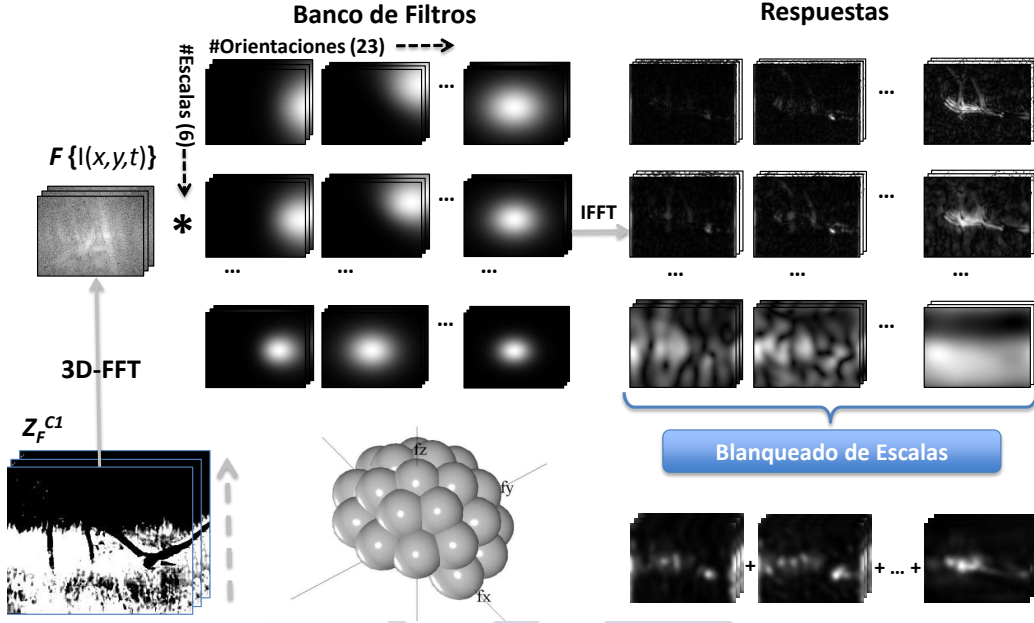 Banco de Filtros
Respuestas
#Orientaciones (23)
#Escalas (6)
...
...
F {I(x,y,t)}
*
...
IFFT
...
... ... ...
... ... ...
...
...
3D-FFT
Z_F^C1
fz
fy
fx
Blanqueado de Escalas
+ + ... +